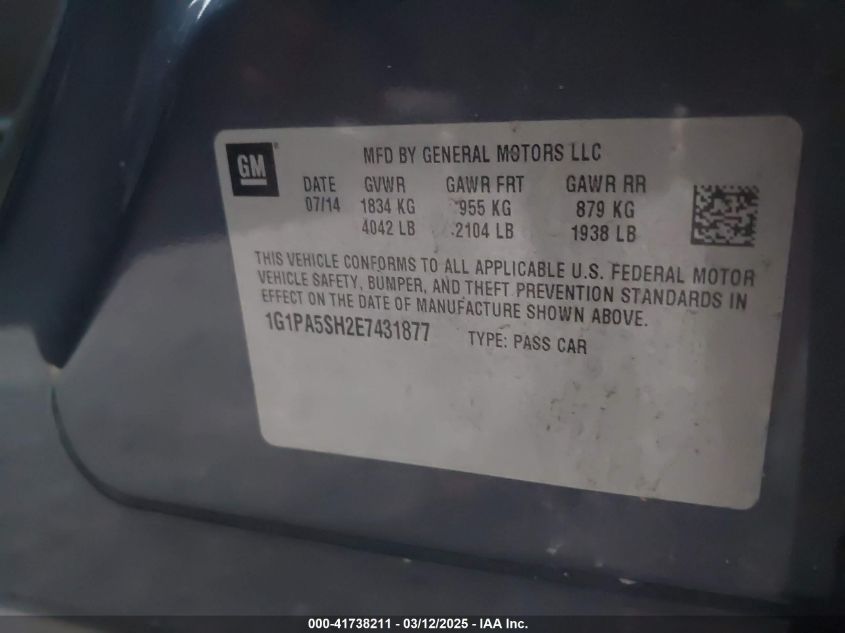 GM
MFD BY GENERAL MOTORS LLC
DATE GVWR GAWR FRT GAWR RR
07/14 1834 KG 955 KG 879 KG
4042 LB 2104 LB 1938 LB
THIS VEHICLE CONFORMS TO ALL APPLICABLE U.S. FEDERAL MOTOR
VEHICLE SAFETY, BUMPER, AND THEFT PREVENTION STANDARDS IN
EFFECT ON THE DATE OF MANUFACTURE SHOWN ABOVE.
1G1PA5SH2E7431877 TYPE: PASS CAR
000-41738211 - 03/12/2025 - IAA Inc.